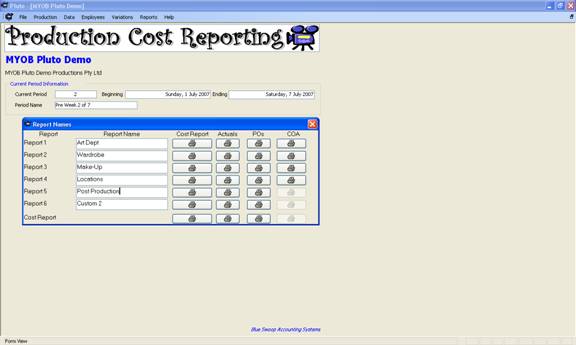 Pluto - [MYOB Pluto Demo]
File Production Data Employees Variations Reports Help
Production Cost Reporting
MYOB Pluto Demo
MYOB Pluto Demo Productions Pty Ltd
Current Period Information
Current Period 2 Beginning Sunday, 1 July 2007 Ending Saturday, 7 July 2007
Period Name Pre Week 2 of 7
Report Names
Report Report Name Cost Report Actuals POs COA
Report 1 Art Dept
Report 2 Wardrobe
Report 3 Make-Up
Report 4 Locations
Report 5 Post Production
Report 6 Custom 2
Cost Report
Blue Swoop Accounting Systems
Form View